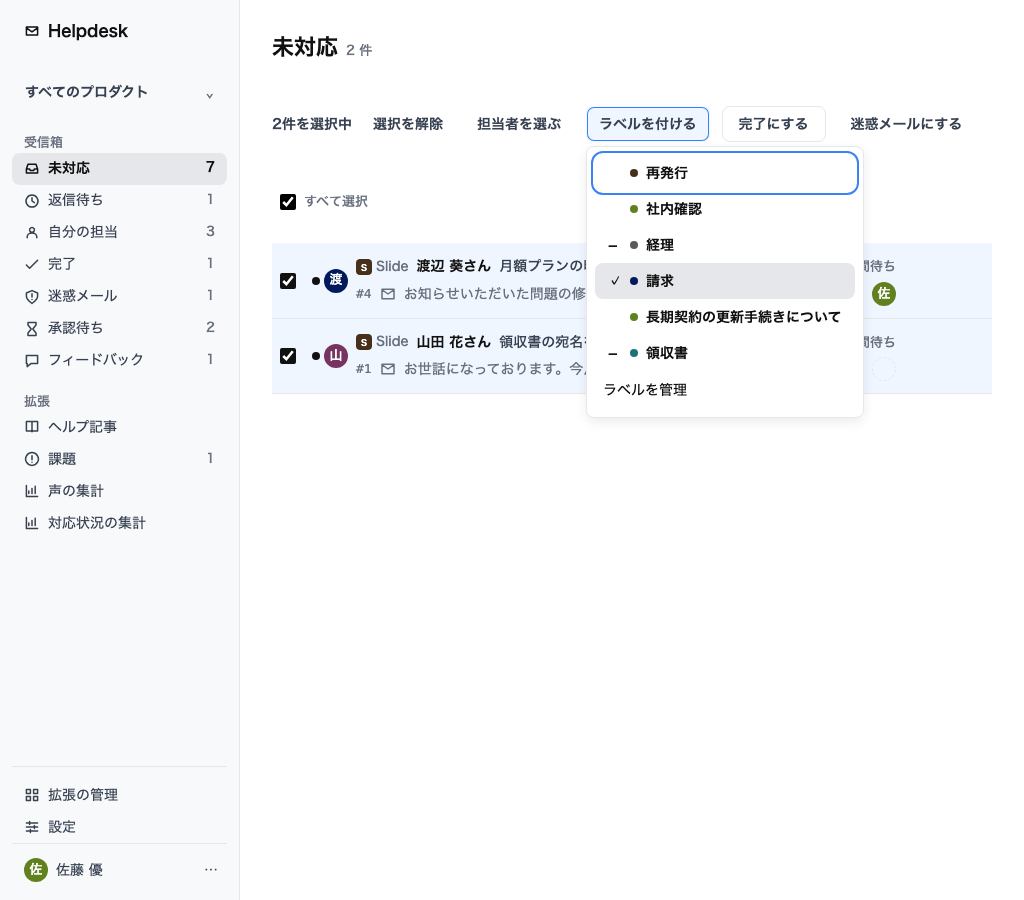 Helpdesk
すべてのプロダクト
受信箱
未対応 7
返信待ち 1
自分の担当 3
完了 1
迷惑メール 1
承認待ち 2
フィードバック 1
拡張
ヘルプ記事
課題 1
声の集計
対応状況の集計
拡張の管理
設定
佐 佐藤 優
未対応 2 件
2件を選択中 選択を解除 担当者を選ぶ ラベルを付ける 完了にする 迷惑メールにする
すべて選択
渡 S Slide 渡辺 葵さん 月額プランの 待ち
#4 お知らせいただいた問題の修 佐
山 S Slide 山田 花さん 領収書の宛名 待ち
#1 お世話になっております。今
再発行
社内確認
経理
請求
長期契約の更新手続きについて
領収書
ラベルを管理